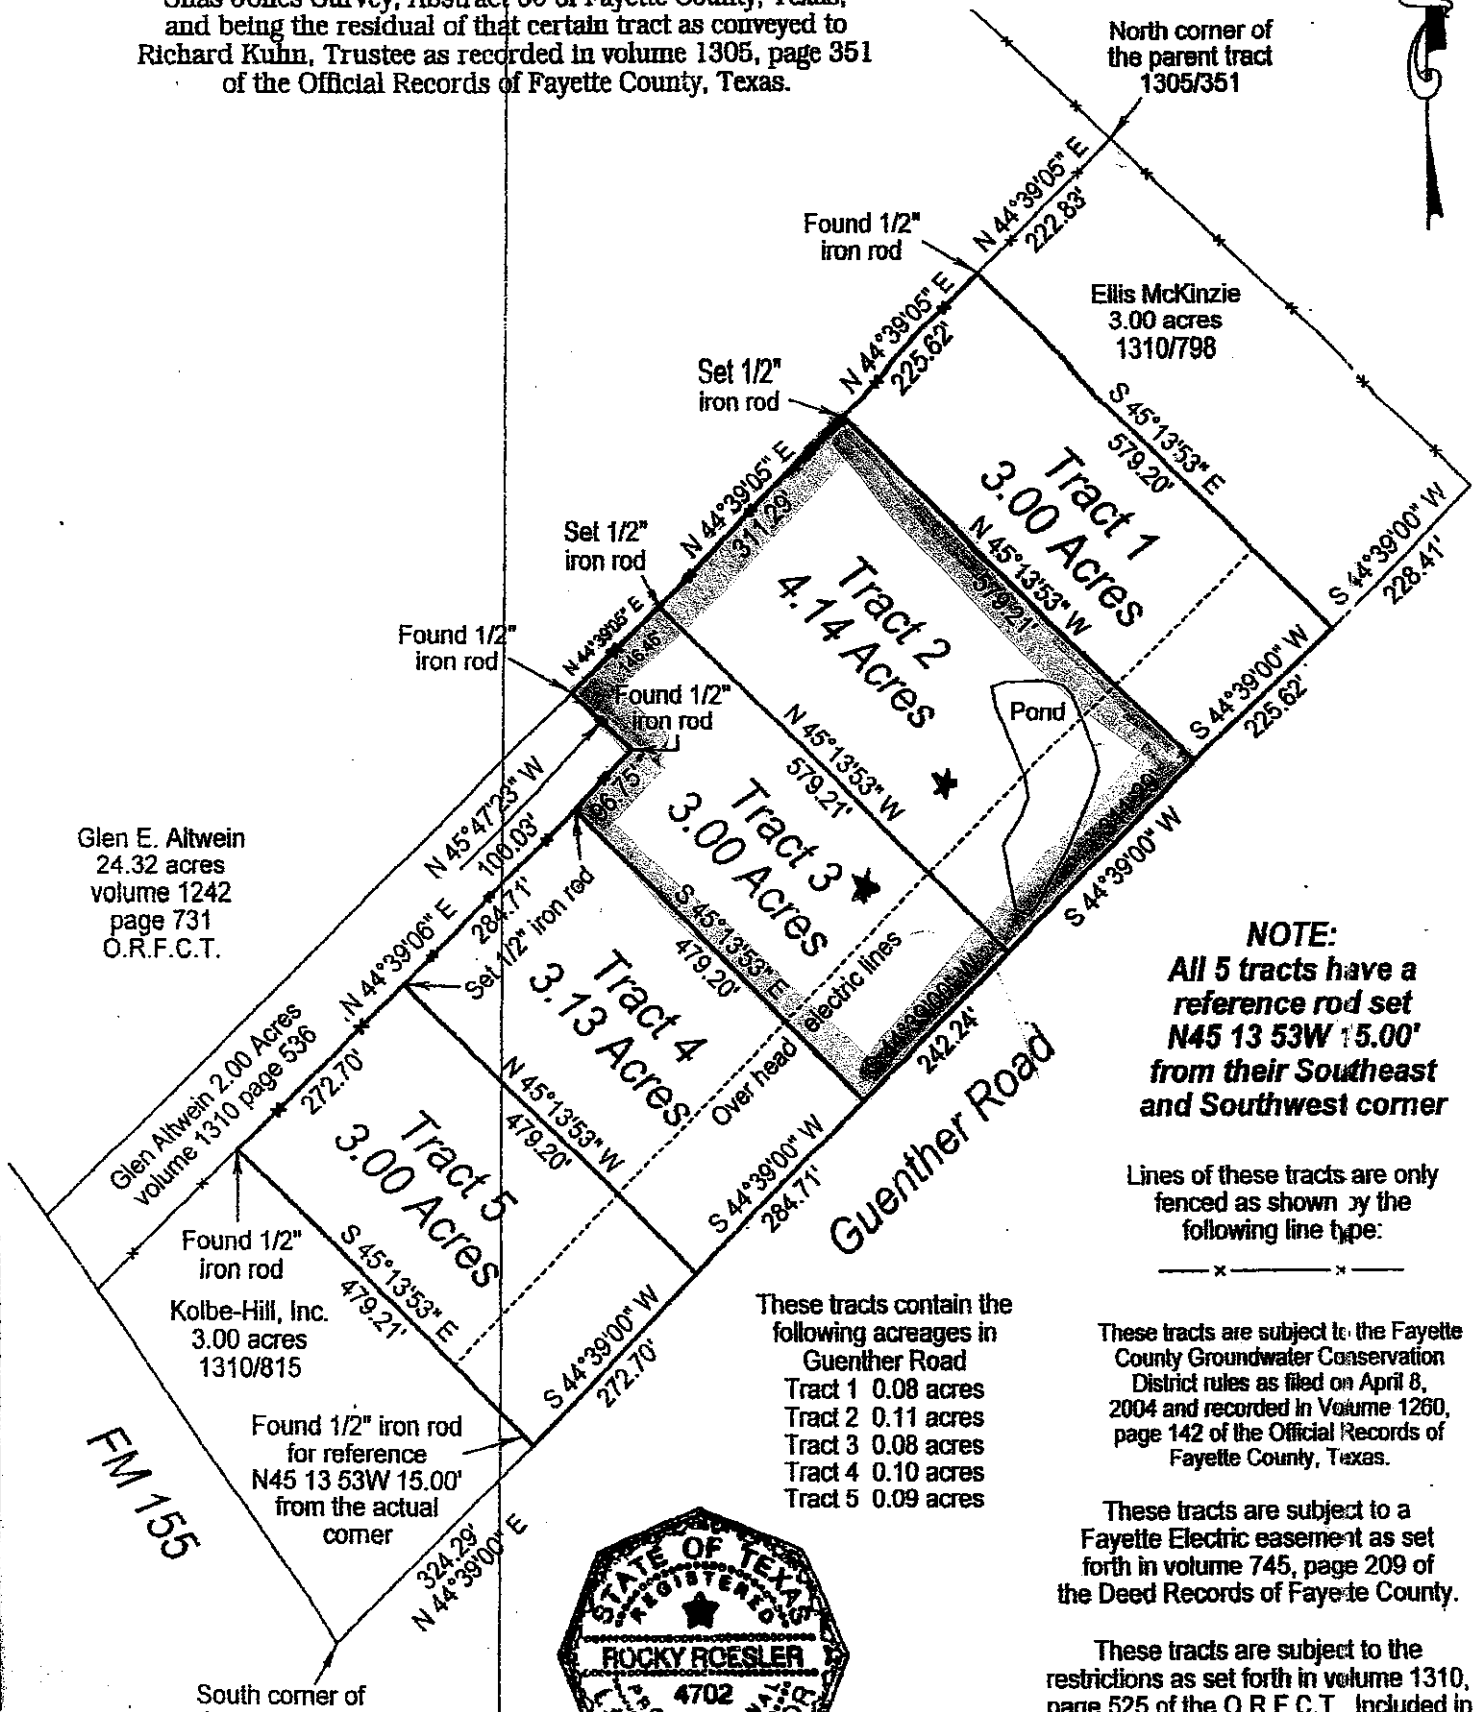 and being the residual of that certain tract as conveyed to
Richard Kuhn, Trustee as recorded in volume 1305, page 351
of the Official Records of Fayette County, Texas.
North corner of
the parent tract
1305/351
N 44°39'05" E
222.83'
Found 1/2"
iron rod
Ellis McKinzie
3.00 acres
1310/798
N 44°39'05" E
225.62'
Set 1/2"
iron rod
S 45°13'53" E
579.20'
Tract 1
3.00 Acres
N 45°13'53" W
579.21'
S 44°39'00" W
228.41'
N 44°39'05" E
311.29'
Set 1/2"
iron rod
Tract 2
4.14 Acres
Pond
S 44°39'00" W
225.62'
N 44°39'05" E
146.46
Found 1/2"
iron rod
Found 1/2"
iron rod
N 45°13'53" W
579.21'
S 44°39'00" W
Tract 3
3.00 Acres
N 45°47'23" W
100.03'
96.75'
Glen E. Altwein
24.32 acres
volume 1242
page 731
O.R.F.C.T.
N 44°39'06" E
284.71'
Set 1/2" iron rod
S 45°13'53" E
479.20'
Over head electric lines
242.24'
Guenther Road
Tract 4
3.13 Acres
Glen Altwein 2.00 Acres
volume 1310 page 536
272.70'
N 45°13'53" W
479.20'
S 44°39'00" W
284.71'
Tract 5
3.00 Acres
Found 1/2"
iron rod
S 45°13'53" E
479.21'
Kolbe-Hill, Inc.
3.00 acres
1310/815
S 44°39'00" W
272.70'
FM 155
Found 1/2" iron rod
for reference
N45 13 53W 15.00'
from the actual
corner
324.29'
N 44°39'00" E
South corner of
NOTE:
All 5 tracts have a
reference rod set
N45 13 53W 15.00'
from their Southeast
and Southwest corner
Lines of these tracts are only
fenced as shown by the
following line type:
These tracts contain the
following acreages in
Guenther Road
Tract 1 0.08 acres
Tract 2 0.11 acres
Tract 3 0.08 acres
Tract 4 0.10 acres
Tract 5 0.09 acres
These tracts are subject to the Fayette
County Groundwater Conservation
District rules as filed on April 8,
2004 and recorded in Volume 1260,
page 142 of the Official Records of
Fayette County, Texas.
These tracts are subject to a
Fayette Electric easement as set
forth in volume 745, page 209 of
the Deed Records of Fayette County.
These tracts are subject to the
restrictions as set forth in volume 1310,
page 525 of the O.R.F.C.T. Included in
STATE OF TEXAS
REGISTERED
ROCKY ROESLER
4702